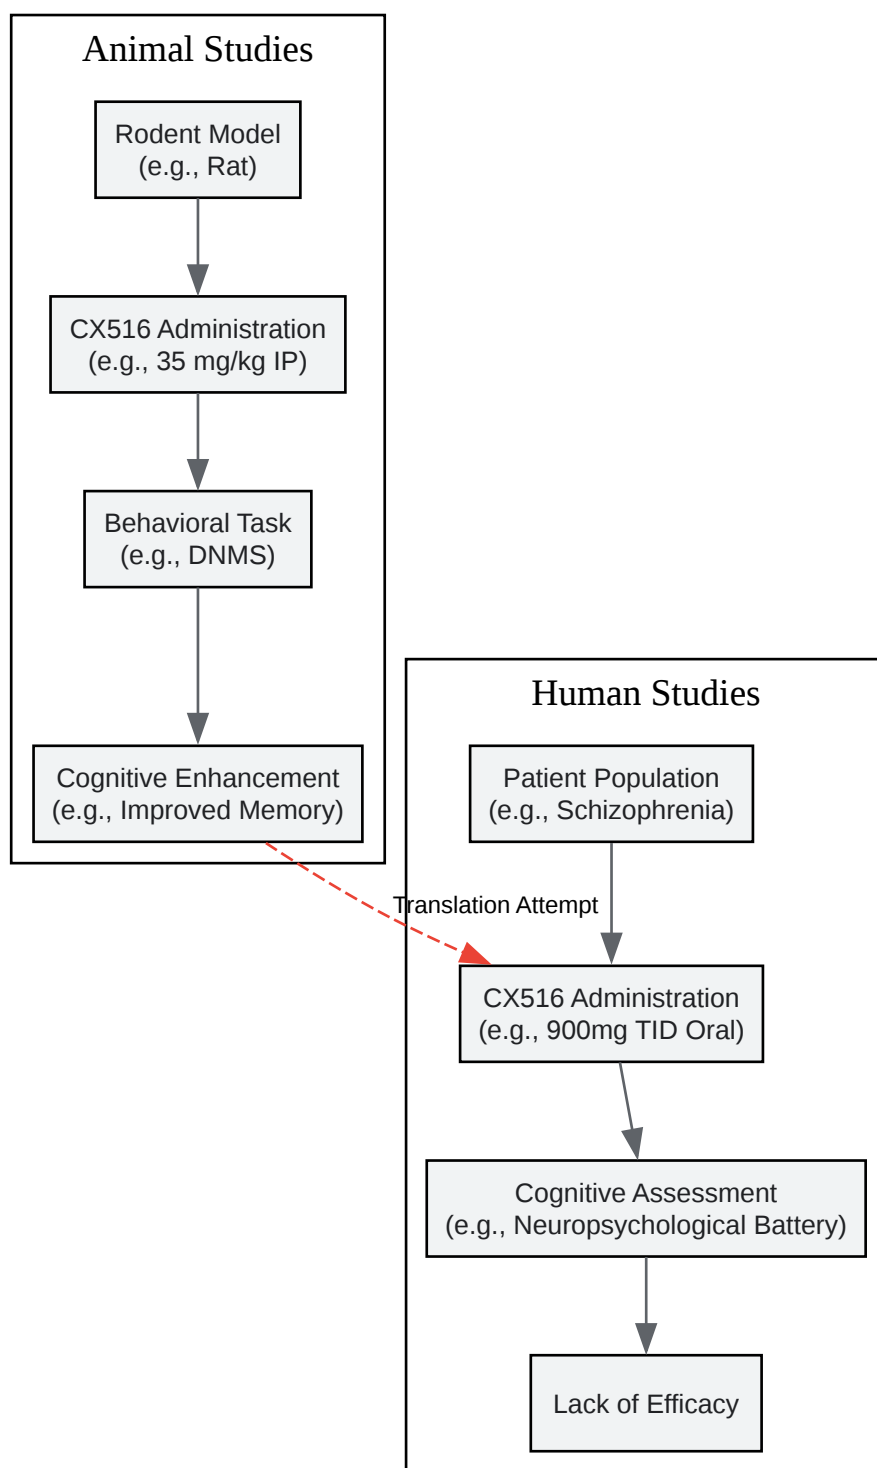 Animal Studies
Rodent Model
(e.g., Rat)
CX516 Administration
(e.g., 35 mg/kg IP)
Behavioral Task
(e.g., DNMS)
Cognitive Enhancement
(e.g., Improved Memory)
Translation Attempt
Human Studies
Patient Population
(e.g., Schizophrenia)
CX516 Administration
(e.g., 900mg TID Oral)
Cognitive Assessment
(e.g., Neuropsychological Battery)
Lack of Efficacy